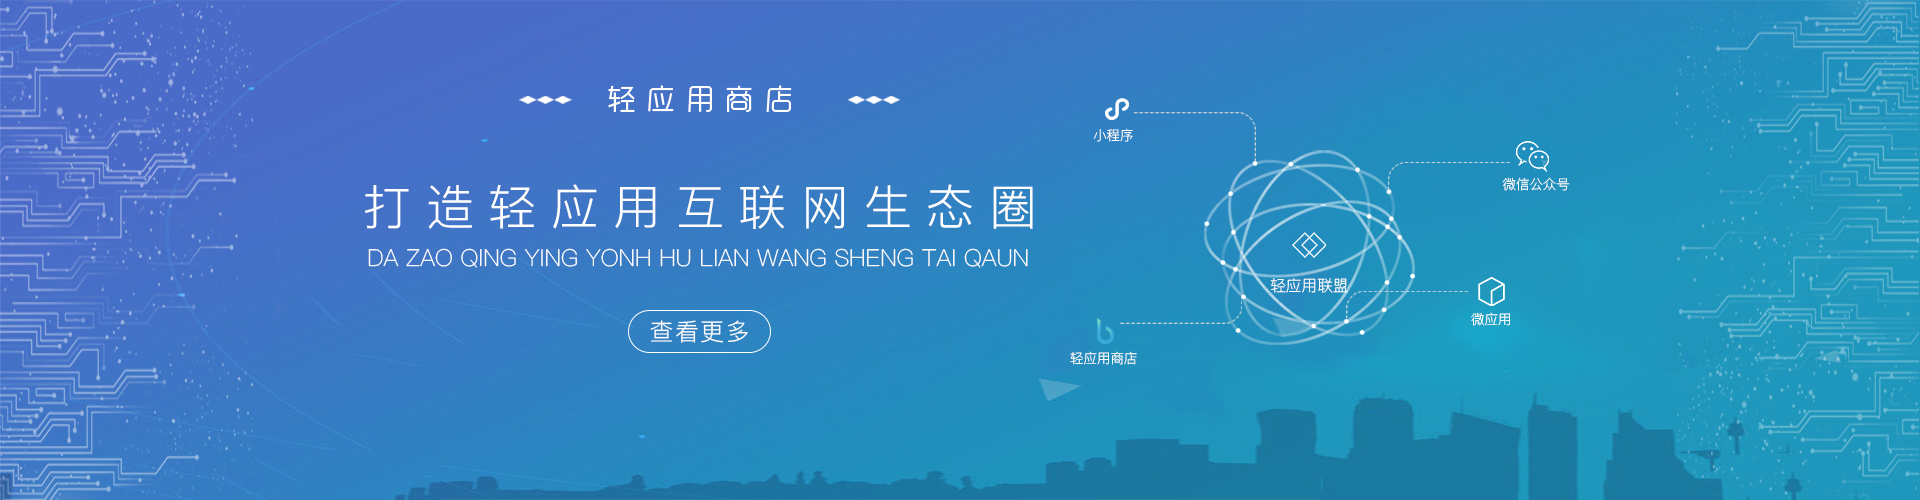 轻应用商店
打造轻应用互联网生态圈
DA ZAO QING YING YONH HU LIAN WANG SHENG TAI QAUN
查看更多
小程序
微信公众号
轻应用联盟
微应用
轻应用商店